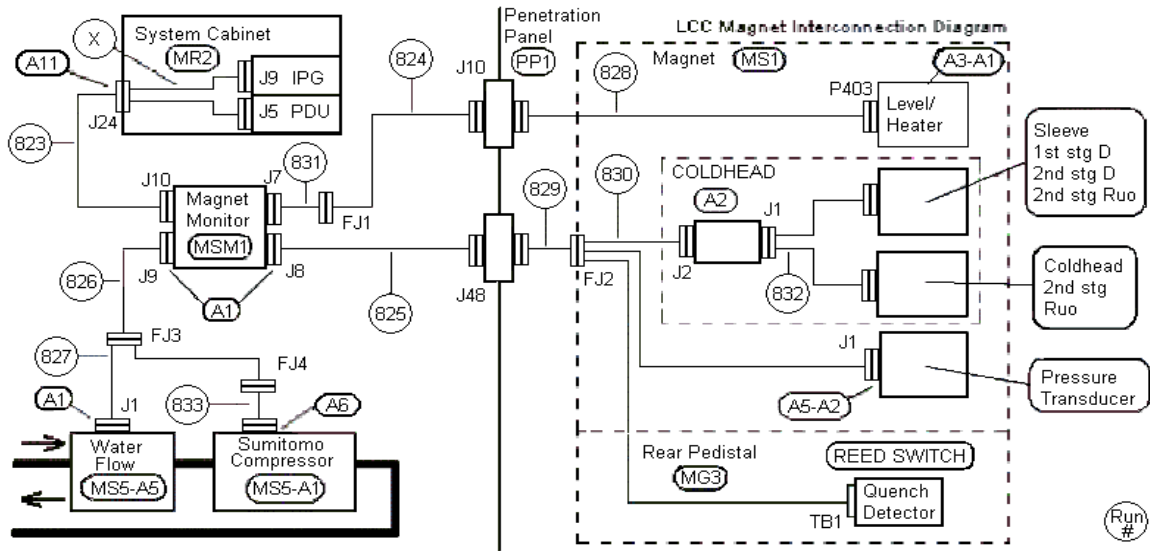 LCC Magnet Interconnection Diagram
Penetration
Panel
PP1
System Cabinet
MR2
X
A11
J9 IPG
J5 PDU
J24
823
824
J10
828
Magnet
MS1
A3-A1
P403
Level/
Heater
Sleeve
1st stg D
2nd stg D
2nd stg Ruo
831
J10
J7
Magnet
Monitor
MSM1
FJ1
J9
J8
A1
826
825
J48
829
830
FJ2
COLDHEAD
A2
J1
J2
832
Coldhead
2nd stg
Ruo
FJ3
827
FJ4
833
A1
J1
A6
Water
Flow
MS5-A5
Sumitomo
Compressor
MS5-A1
J1
A5-A2
Pressure
Transducer
Rear Pedistal
MG3
REED SWITCH
Quench
Detector
TB1
Run
#